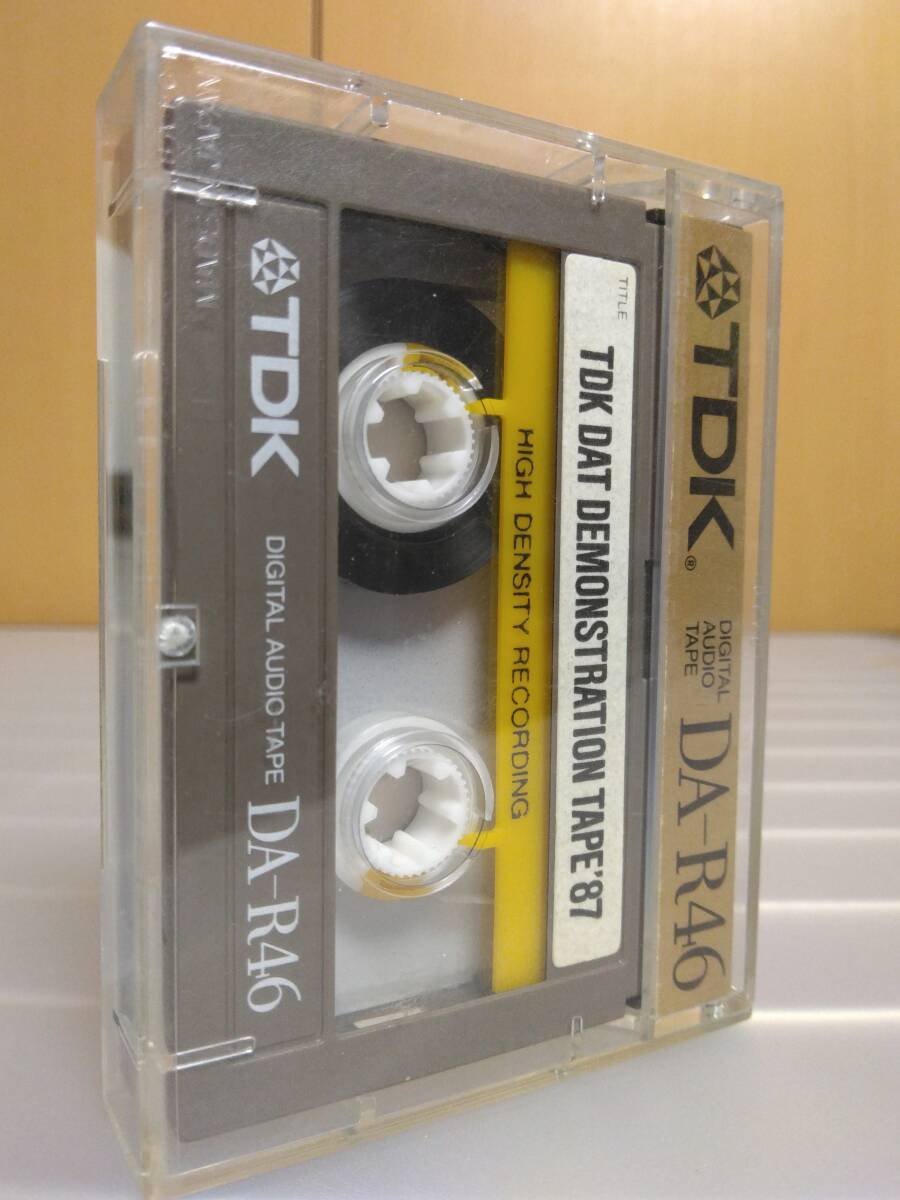 TDK®
DIGITAL
AUDIO
TAPE
DA-R46
TITLE
TDK DAT DEMONSTRATION TAPE'87
HIGH DENSITY RECORDING
TDK
DIGITAL AUDIO TAPE
DA-R46